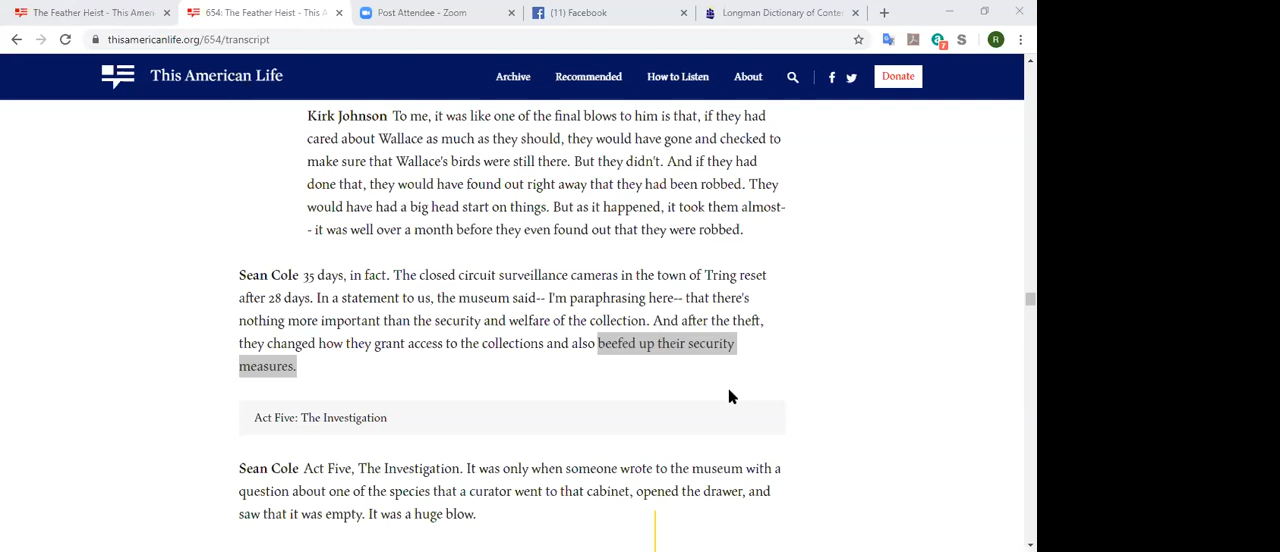 The Feather Heist - This Ameri
654: The Feather Heist - This A
Post Attendee - Zoom
(11) Facebook
Longman Dictionary of Conter
thisamericanlife.org/654/transcript
7
S
R
This American Life
Archive
Recommended
How to Listen
About
Donate
Kirk Johnson To me, it was like one of the final blows to him is that, if they had
cared about Wallace as much as they should, they would have gone and checked to
make sure that Wallace's birds were still there. But they didn't. And if they had
done that, they would have found out right away that they had been robbed. They
would have had a big head start on things. But as it happened, it took them almost-
- it was well over a month before they even found out that they were robbed.
Sean Cole 35 days, in fact. The closed circuit surveillance cameras in the town of Tring reset
after 28 days. In a statement to us, the museum said-- I'm paraphrasing here-- that there's
nothing more important than the security and welfare of the collection. And after the theft,
they changed how they grant access to the collections and also beefed up their security
measures.
Act Five: The Investigation
Sean Cole Act Five, The Investigation. It was only when someone wrote to the museum with a
question about one of the species that a curator went to that cabinet, opened the drawer, and
saw that it was empty. It was a huge blow.